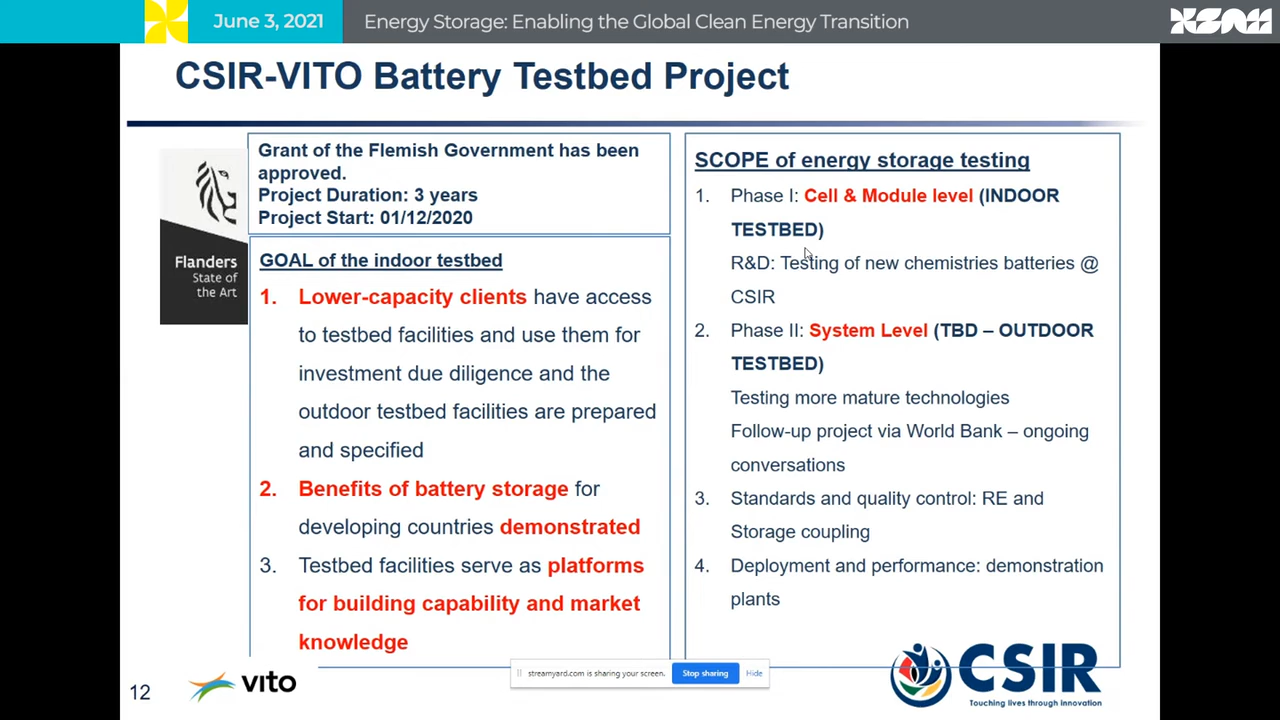 June 3, 2021
Energy Storage: Enabling the Global Clean Energy Transition
CSIR-VITO Battery Testbed Project
Flanders
State of
the Art
Grant of the Flemish Government has been
approved.
Project Duration: 3 years
Project Start: 01/12/2020
GOAL of the indoor testbed
1. Lower-capacity clients have access
to testbed facilities and use them for
investment due diligence and the
outdoor testbed facilities are prepared
and specified
2. Benefits of battery storage for
developing countries demonstrated
3. Testbed facilities serve as platforms
for building capability and market
knowledge
SCOPE of energy storage testing
1. Phase I: Cell & Module level (INDOOR
TESTBED)
R&D: Testing of new chemistries batteries @
CSIR
2. Phase II: System Level (TBD – OUTDOOR
TESTBED)
Testing more mature technologies
Follow-up project via World Bank – ongoing
conversations
3. Standards and quality control: RE and
Storage coupling
4. Deployment and performance: demonstration
plants
12
vito
streamyard.com is sharing your screen.
Stop sharing
Hide
CSIR
Touching lives through innovation